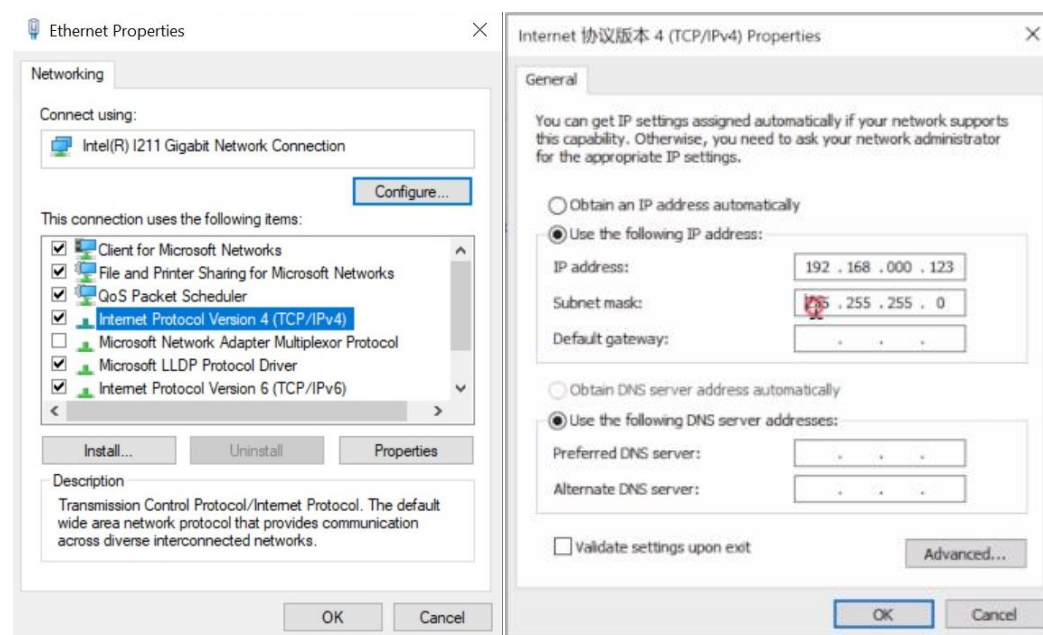 Ethernet Properties
Networking
Connect using:
Intel(R) I211 Gigabit Network Connection
Configure...
This connection uses the following items:
Client for Microsoft Networks
File and Printer Sharing for Microsoft Networks
QoS Packet Scheduler
Internet Protocol Version 4 (TCP/IPv4)
Microsoft Network Adapter Multiplexor Protocol
Microsoft LLDP Protocol Driver
Internet Protocol Version 6 (TCP/IPv6)
Install...
Uninstall
Properties
Description
Transmission Control Protocol/Internet Protocol. The default
wide area network protocol that provides communication
across diverse interconnected networks.
OK
Cancel
Internet 协议版本 4 (TCP/IPv4) Properties
General
You can get IP settings assigned automatically if your network supports
this capability. Otherwise, you need to ask your network administrator
for the appropriate IP settings.
Obtain an IP address automatically
Use the following IP address:
IP address: 192 . 168 . 000 . 123
Subnet mask: 255 . 255 . 255 . 0
Default gateway: . . .
Obtain DNS server address automatically
Use the following DNS server addresses:
Preferred DNS server: . . .
Alternate DNS server: . . .
Validate settings upon exit
Advanced...
OK
Cancel